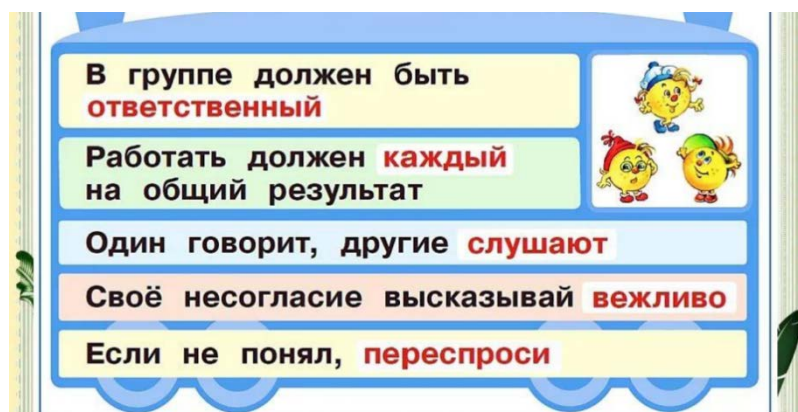 В группе должен быть
ответственный
Работать должен каждый
на общий результат
Один говорит, другие слушают
Своё несогласие высказывай вежливо
Если не понял, переспроси